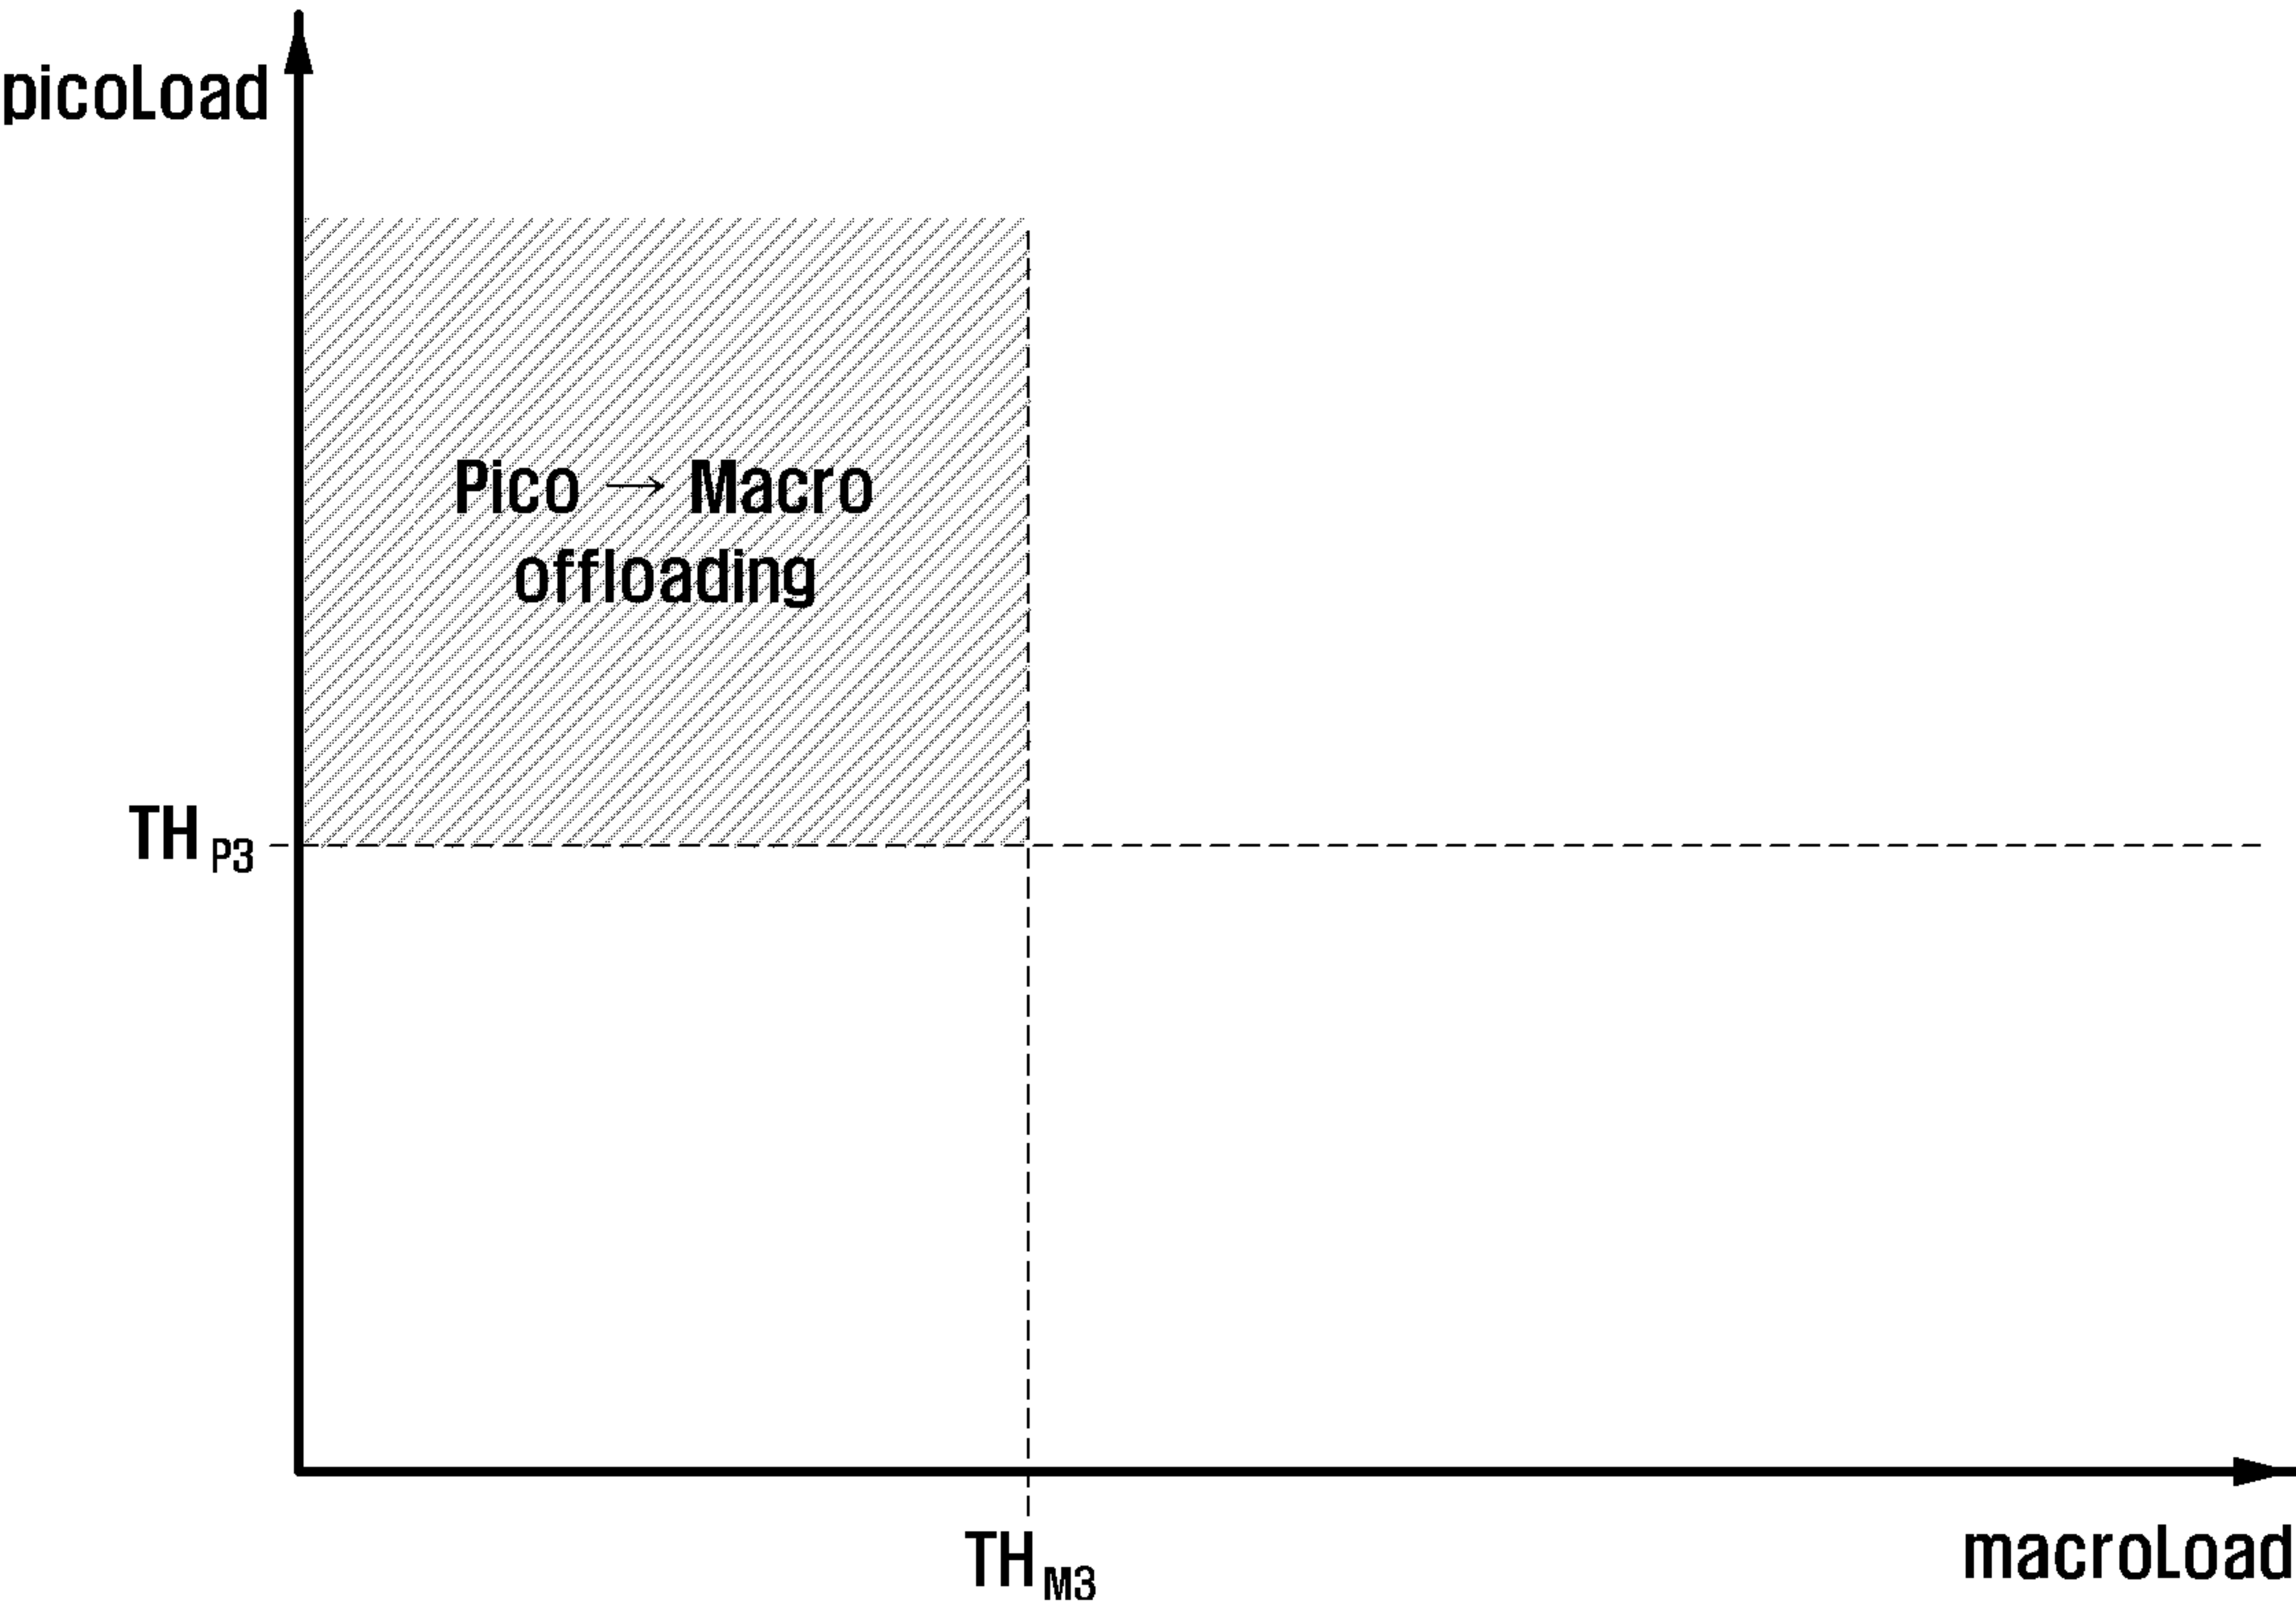 picoLoad
Pico → Macro
offloading
TH P3
TH M3
macroLoad